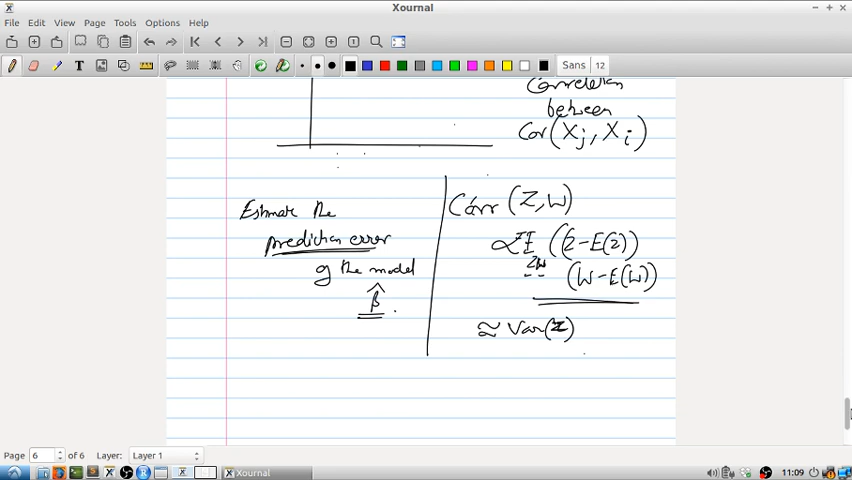 Xournal
File Edit View Page Tools Options Help
Sans 12
Correlation
between
Cor(Xj, Xi)
Estimate the
prediction error
of the model
β̂.
Corr(Z,W)
∝ E ((Z-E(Z))
ZW (W-E(W))
≈ Var(Z)
Page 6 of 6 Layer: Layer 1
Xournal 11:09